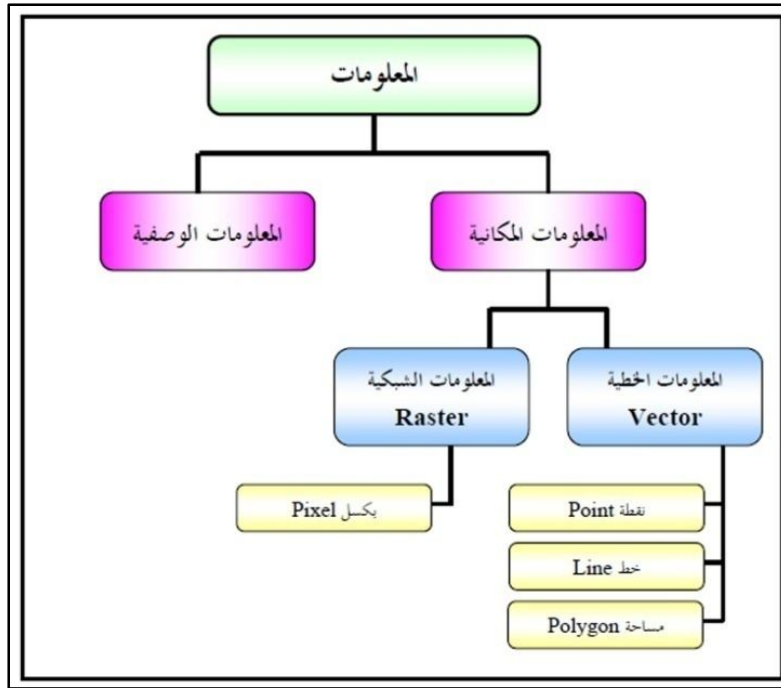 المعلومات
المعلومات المكانية
المعلومات الوصفية
المعلومات الخطية
Vector
المعلومات الشبكية
Raster
نقطة Point
خط Line
مساحة Polygon
بكسل Pixel